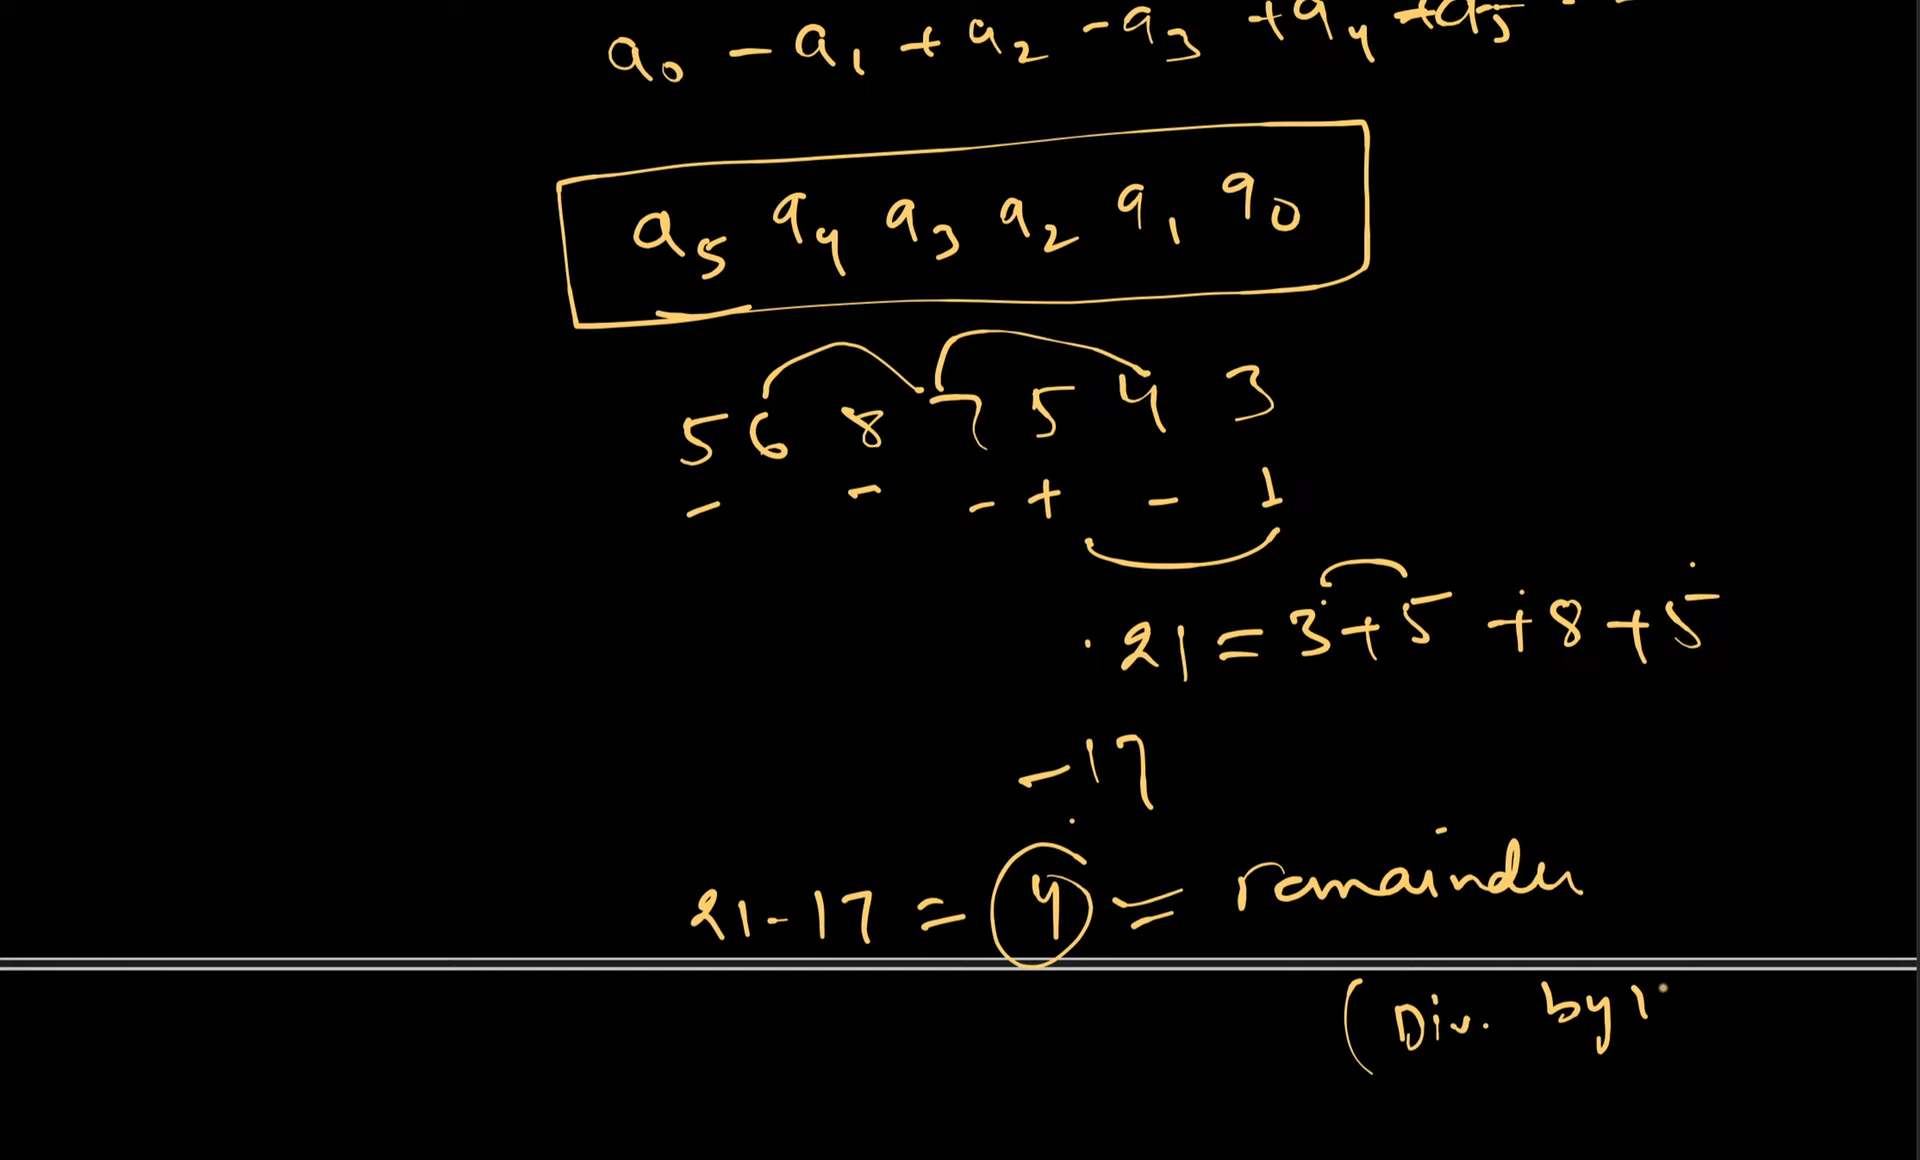 a₀ - a₁ + a₂ - a₃ + a₄ + a₅
a₅ a₄ a₃ a₂ a₁ a₀
5 6 8 7 5 4 3
- - - + - 1
21 = 3 + 5 + 8 + 5
-17
21 - 17 = 4 = remainder
(Div. by 1